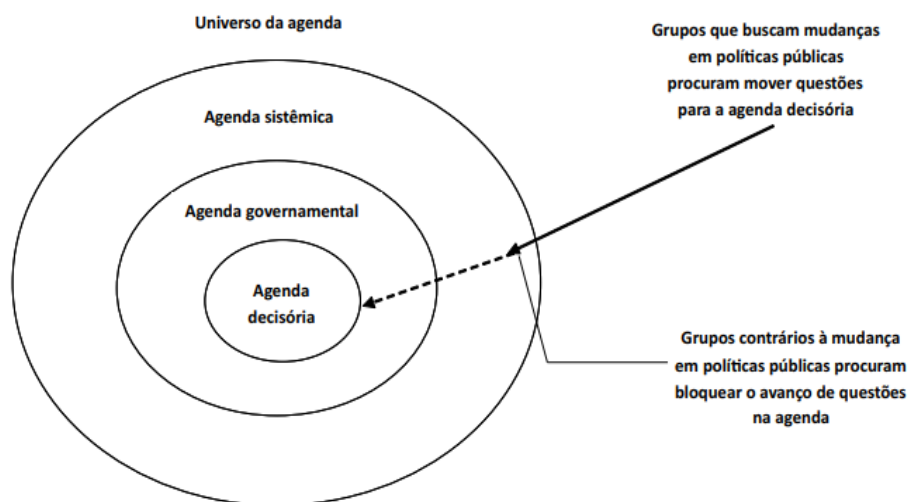 Universo da agenda
Grupos que buscam mudanças
em políticas públicas
procuram mover questões
para a agenda decisória
Agenda sistêmica
Agenda governamental
Agenda
decisória
Grupos contrários à mudança
em políticas públicas procuram
bloquear o avanço de questões
na agenda